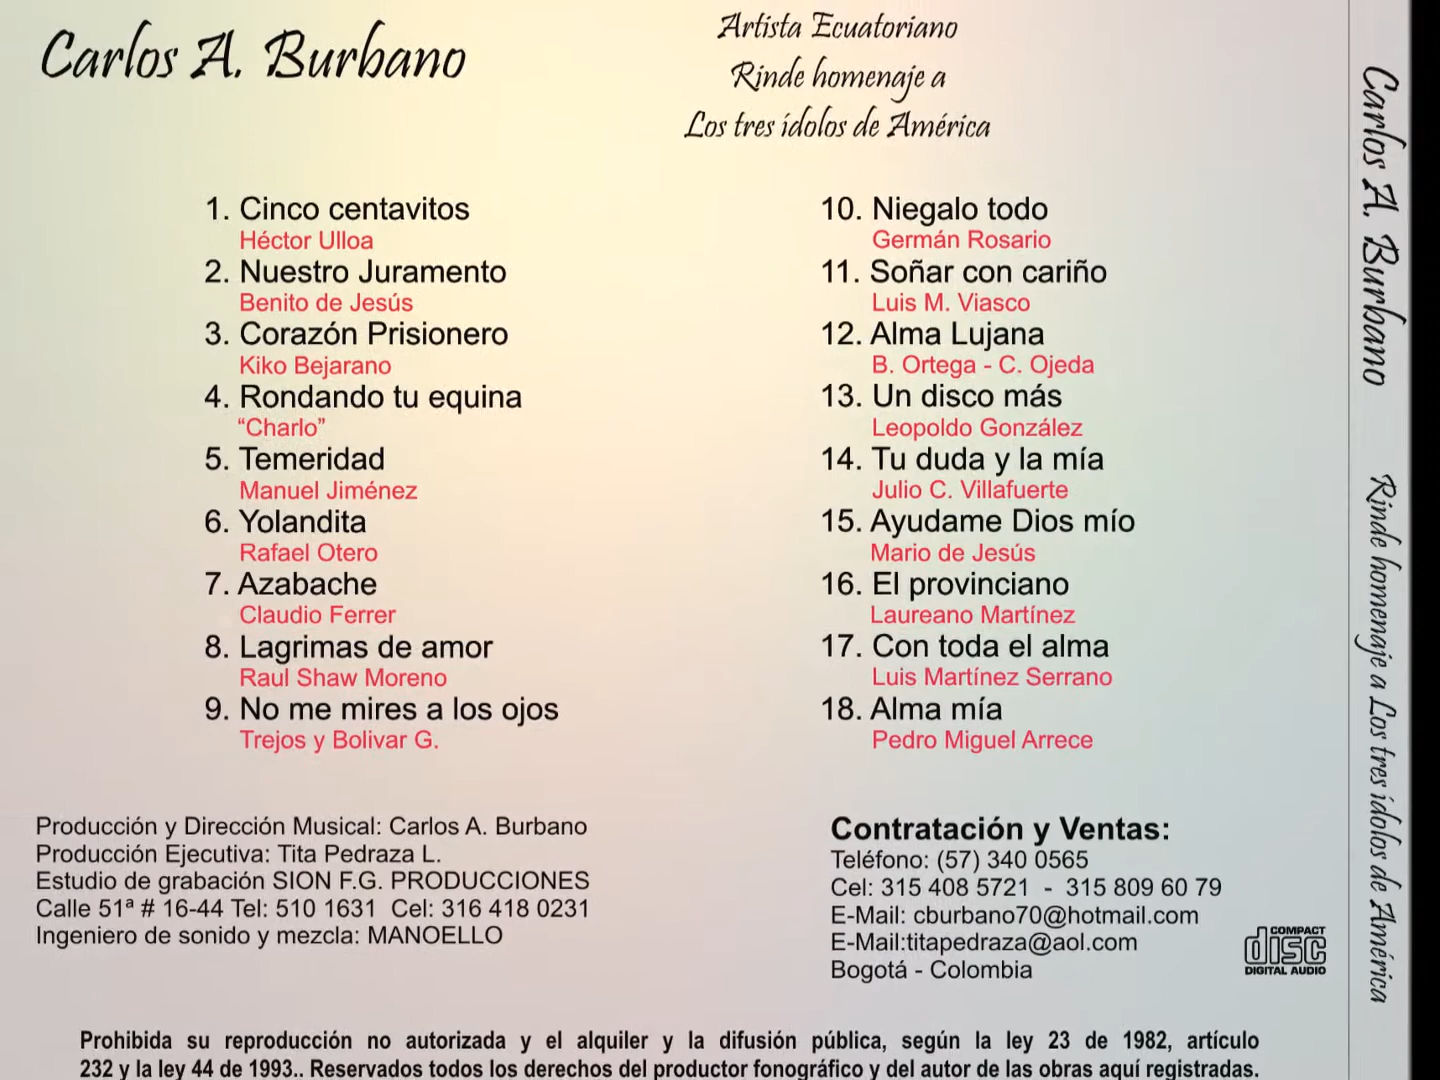 Carlos A. Burbano
Artista Ecuatoriano
Rinde homenaje a
Los tres ídolos de América
1. Cinco centavitos
Héctor Ulloa
2. Nuestro Juramento
Benito de Jesús
3. Corazón Prisionero
Kiko Bejarano
4. Rondando tu equina
“Charlo”
5. Temeridad
Manuel Jiménez
6. Yolandita
Rafael Otero
7. Azabache
Claudio Ferrer
8. Lagrimas de amor
Raul Shaw Moreno
9. No me mires a los ojos
Trejos y Bolivar G.
10. Niegalo todo
Germán Rosario
11. Soñar con cariño
Luis M. Viasco
12. Alma Lujana
B. Ortega - C. Ojeda
13. Un disco más
Leopoldo González
14. Tu duda y la mía
Julio C. Villafuerte
15. Ayudame Dios mío
Mario de Jesús
16. El provinciano
Laureano Martínez
17. Con toda el alma
Luis Martínez Serrano
18. Alma mía
Pedro Miguel Arrece
Producción y Dirección Musical: Carlos A. Burbano
Producción Ejecutiva: Tita Pedraza L.
Estudio de grabación SION F.G. PRODUCCIONES
Calle 51ª # 16-44 Tel: 510 1631 Cel: 316 418 0231
Ingeniero de sonido y mezcla: MANOELLO
Contratación y Ventas:
Teléfono: (57) 340 0565
Cel: 315 408 5721 - 315 809 60 79
E-Mail: cburbano70@hotmail.com
E-Mail:titapedraza@aol.com
Bogotá - Colombia
COMPACT
disc
DIGITAL AUDIO
Prohibida su reproducción no autorizada y el alquiler y la difusión pública, según la ley 23 de 1982, artículo
232 y la ley 44 de 1993.. Reservados todos los derechos del productor fonográfico y del autor de las obras aquí registradas.
Carlos A. Burbano
Rinde homenaje a Los tres ídolos de América